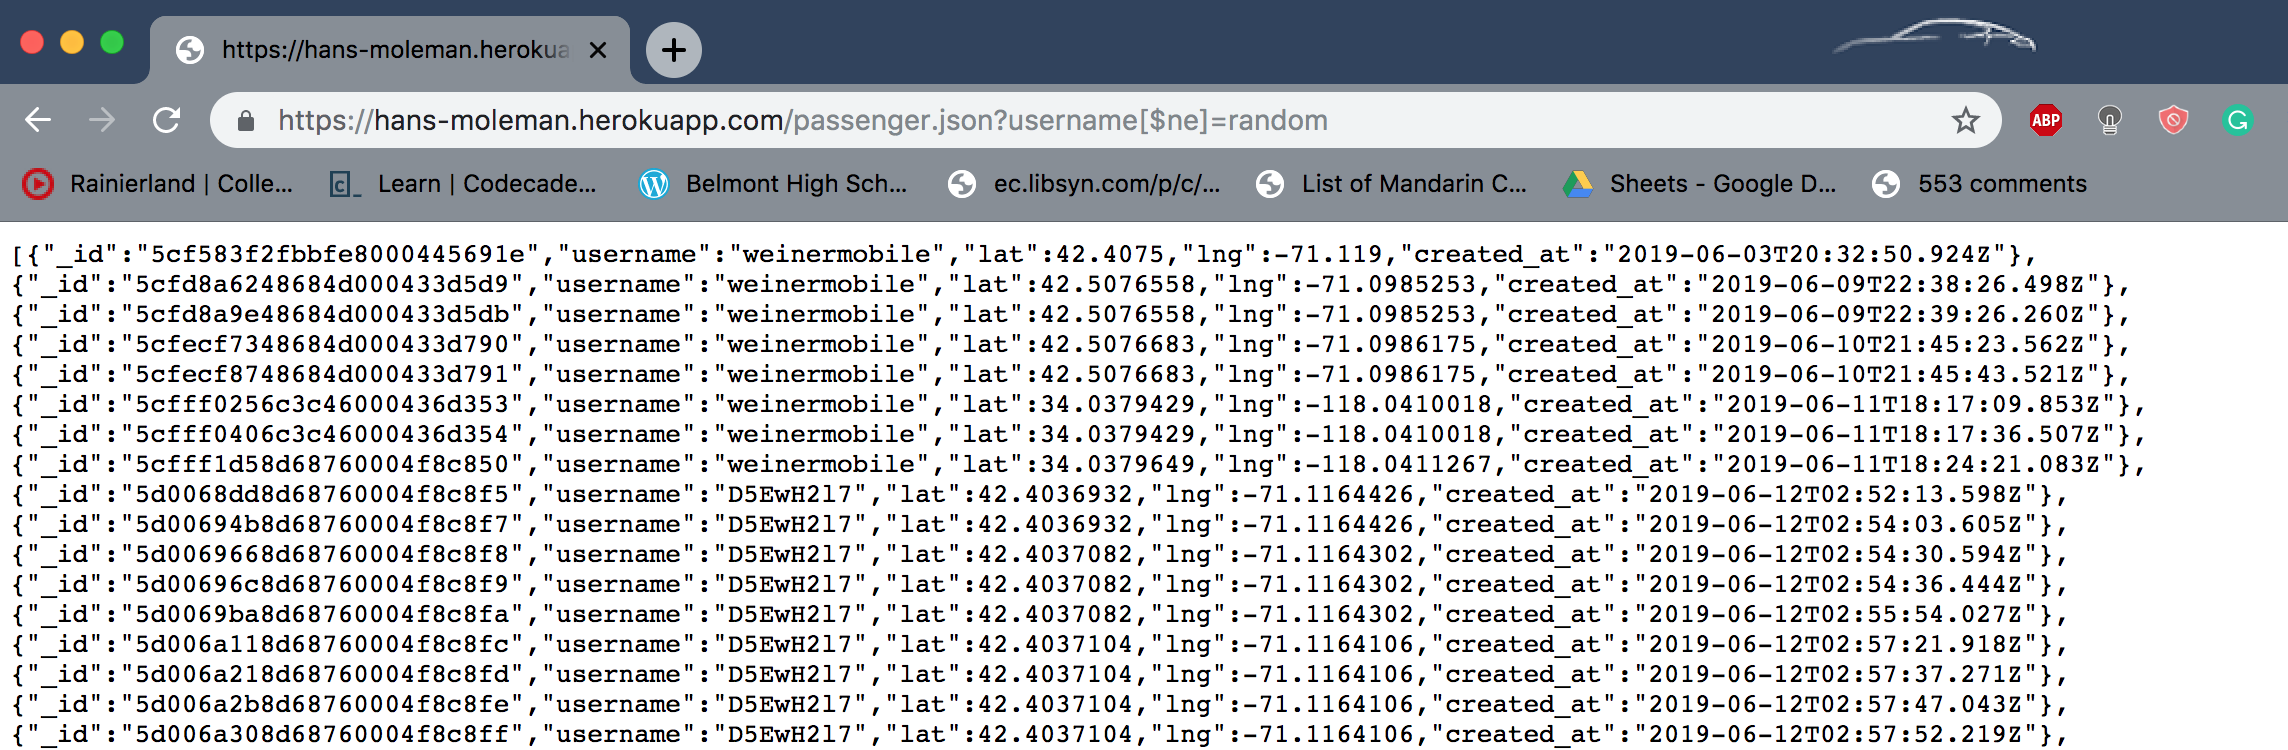 https://hans-moleman.herokua
https://hans-moleman.herokuapp.com/passenger.json?username[$ne]=random
ABP
Rainierland | Colle...
Learn | Codecade...
Belmont High Sch...
ec.libsyn.com/p/c/...
List of Mandarin C...
Sheets - Google D...
553 comments
[{"_id":"5cf583f2fbbfe8000445691e","username":"weinermobile","lat":42.4075,"lng":-71.119,"created_at":"2019-06-03T20:32:50.924Z"},
{"_id":"5cfd8a6248684d000433d5d9","username":"weinermobile","lat":42.5076558,"lng":-71.0985253,"created_at":"2019-06-09T22:38:26.498Z"},
{"_id":"5cfd8a9e48684d000433d5db","username":"weinermobile","lat":42.5076558,"lng":-71.0985253,"created_at":"2019-06-09T22:39:26.260Z"},
{"_id":"5cfecf7348684d000433d790","username":"weinermobile","lat":42.5076683,"lng":-71.0986175,"created_at":"2019-06-10T21:45:23.562Z"},
{"_id":"5cfecf8748684d000433d791","username":"weinermobile","lat":42.5076683,"lng":-71.0986175,"created_at":"2019-06-10T21:45:43.521Z"},
{"_id":"5cfff0256c3c46000436d353","username":"weinermobile","lat":34.0379429,"lng":-118.0410018,"created_at":"2019-06-11T18:17:09.853Z"},
{"_id":"5cfff0406c3c46000436d354","username":"weinermobile","lat":34.0379429,"lng":-118.0410018,"created_at":"2019-06-11T18:17:36.507Z"},
{"_id":"5cfff1d58d68760004f8c850","username":"weinermobile","lat":34.0379649,"lng":-118.0411267,"created_at":"2019-06-11T18:24:21.083Z"},
{"_id":"5d0068dd8d68760004f8c8f5","username":"D5EwH2l7","lat":42.4036932,"lng":-71.1164426,"created_at":"2019-06-12T02:52:13.598Z"},
{"_id":"5d00694b8d68760004f8c8f7","username":"D5EwH2l7","lat":42.4036932,"lng":-71.1164426,"created_at":"2019-06-12T02:54:03.605Z"},
{"_id":"5d0069668d68760004f8c8f8","username":"D5EwH2l7","lat":42.4037082,"lng":-71.1164302,"created_at":"2019-06-12T02:54:30.594Z"},
{"_id":"5d00696c8d68760004f8c8f9","username":"D5EwH2l7","lat":42.4037082,"lng":-71.1164302,"created_at":"2019-06-12T02:54:36.444Z"},
{"_id":"5d0069ba8d68760004f8c8fa","username":"D5EwH2l7","lat":42.4037082,"lng":-71.1164302,"created_at":"2019-06-12T02:55:54.027Z"},
{"_id":"5d006a118d68760004f8c8fc","username":"D5EwH2l7","lat":42.4037104,"lng":-71.1164106,"created_at":"2019-06-12T02:57:21.918Z"},
{"_id":"5d006a218d68760004f8c8fd","username":"D5EwH2l7","lat":42.4037104,"lng":-71.1164106,"created_at":"2019-06-12T02:57:37.271Z"},
{"_id":"5d006a2b8d68760004f8c8fe","username":"D5EwH2l7","lat":42.4037104,"lng":-71.1164106,"created_at":"2019-06-12T02:57:47.043Z"},
{"_id":"5d006a308d68760004f8c8ff","username":"D5EwH2l7","lat":42.4037104,"lng":-71.1164106,"created_at":"2019-06-12T02:57:52.219Z"},